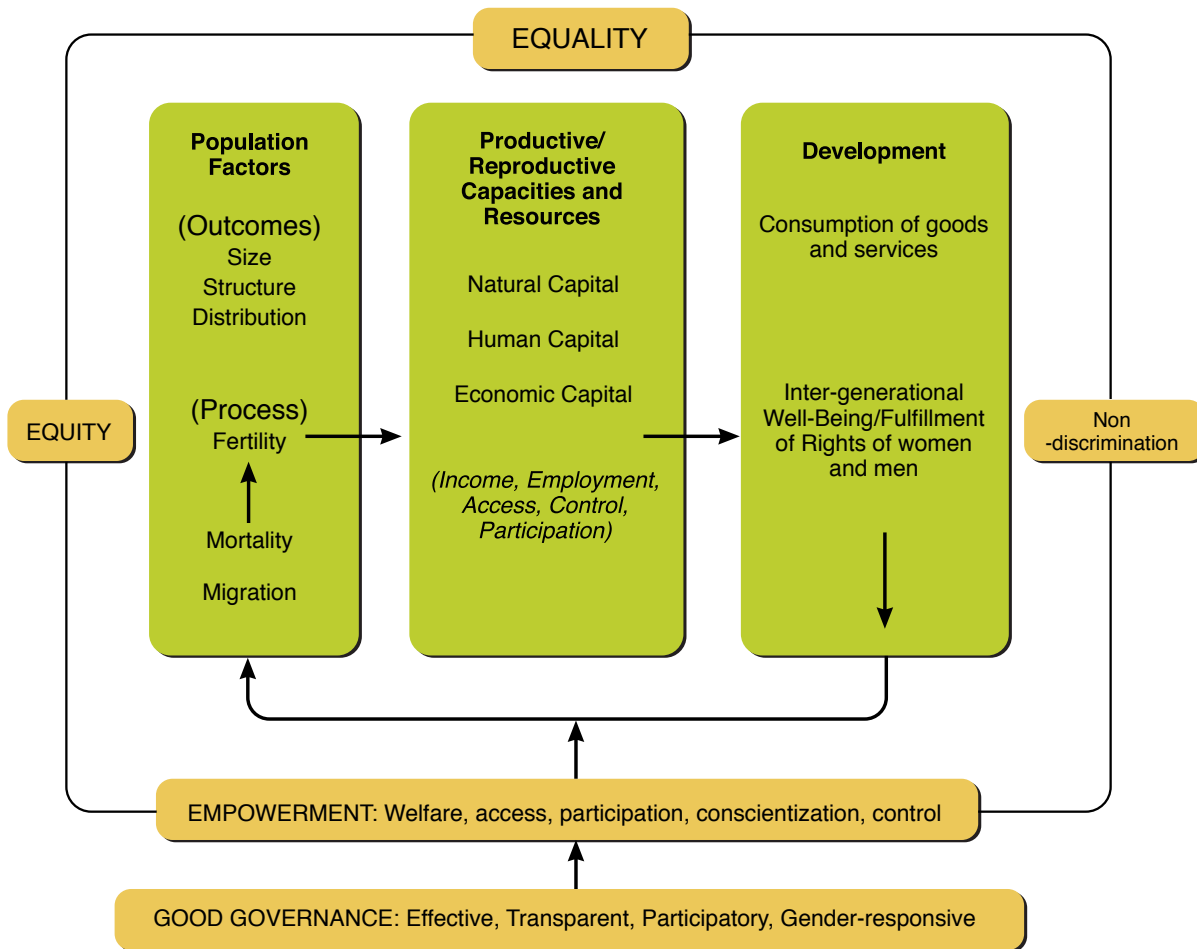 EQUALITY
Population
Factors
(Outcomes)
Size
Structure
Distribution
(Process)
Fertility
Mortality
Migration
Productive/
Reproductive
Capacities and
Resources
Natural Capital
Human Capital
Economic Capital
(Income, Employment,
Access, Control,
Participation)
Development
Consumption of goods
and services
Inter-generational
Well-Being/Fulfillment
of Rights of women
and men
EQUITY
Non
-discrimination
EMPOWERMENT: Welfare, access, participation, conscientization, control
GOOD GOVERNANCE: Effective, Transparent, Participatory, Gender-responsive